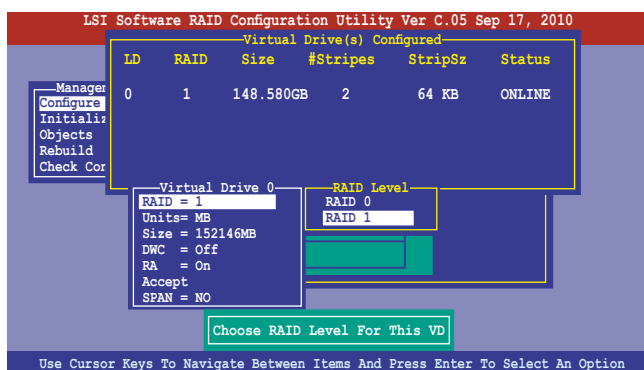 LSI Software RAID Configuration Utility Ver C.05 Sep 17, 2010
Virtual Drive(s) Configured
LD RAID Size #Stripes StripSz Status
0 1 148.580GB 2 64 KB ONLINE
Manager
Configure
Initializ
Objects
Rebuild
Check Con
Virtual Drive 0
RAID = 1
Units= MB
Size = 152146MB
DWC = Off
RA = On
Accept
SPAN = NO
RAID Level
RAID 0
RAID 1
Choose RAID Level For This VD
Use Cursor Keys To Navigate Between Items And Press Enter To Select An Option